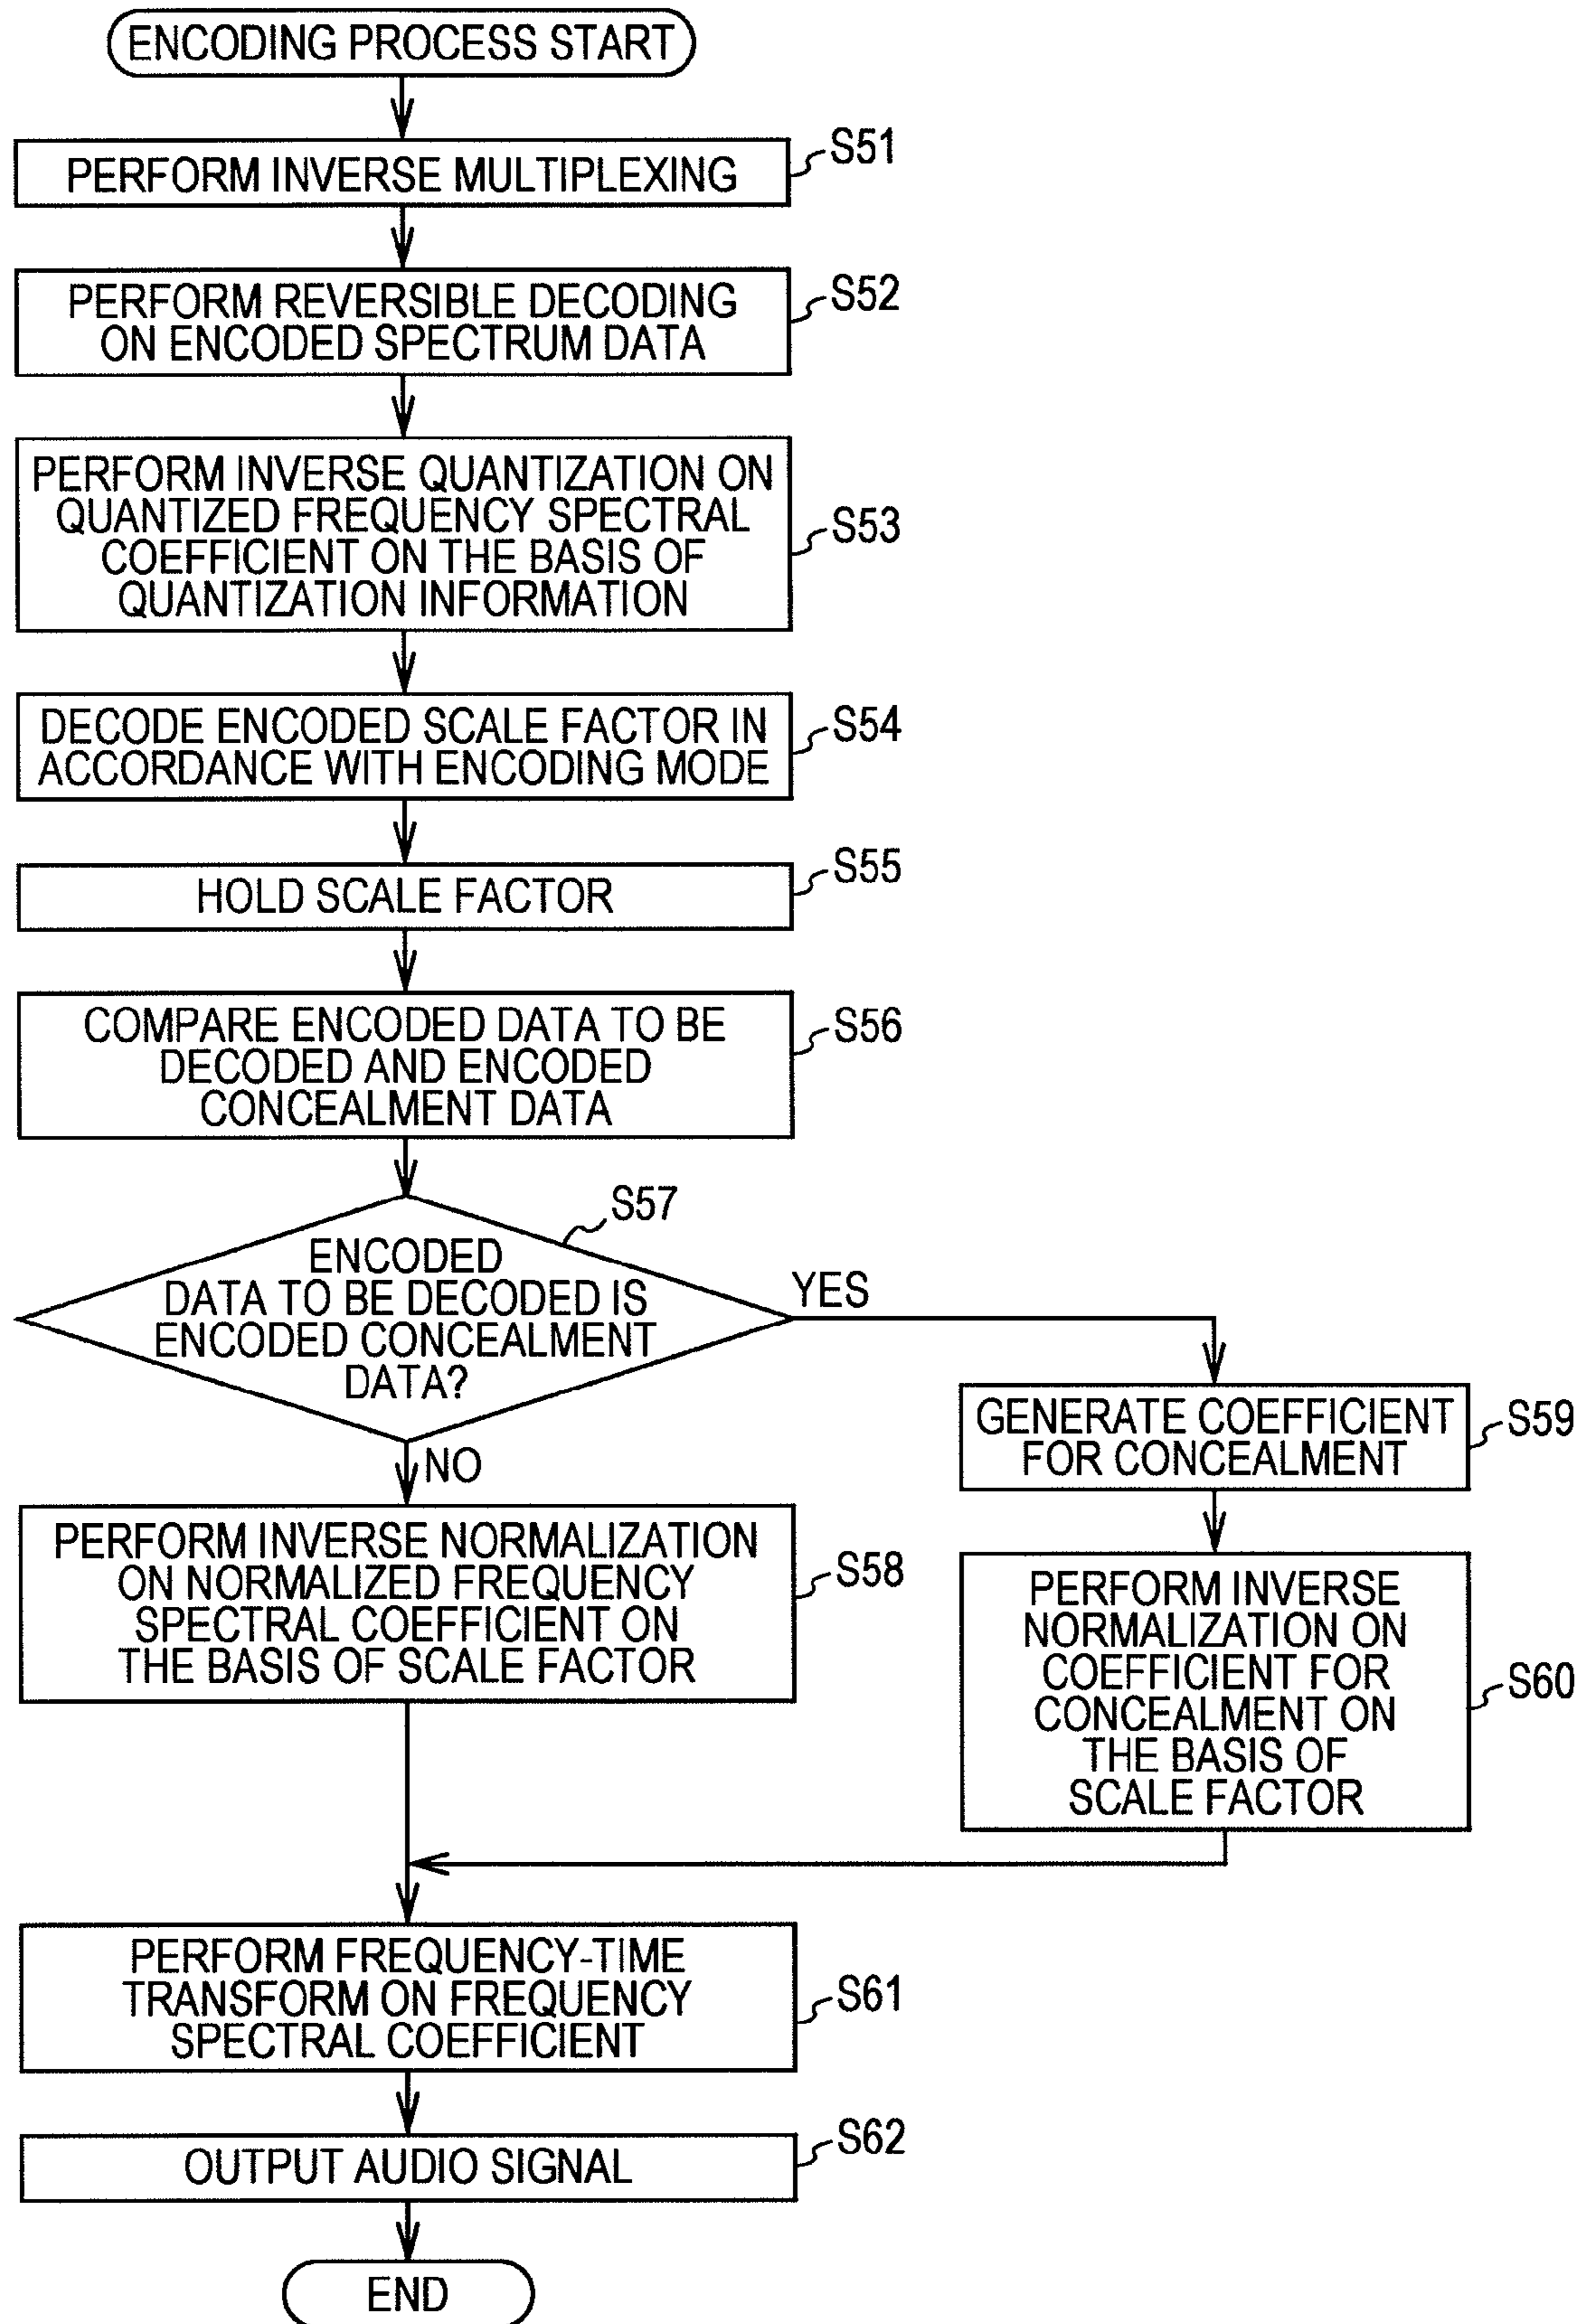 ENCODING PROCESS START
PERFORM INVERSE MULTIPLEXING
S51
PERFORM REVERSIBLE DECODING
ON ENCODED SPECTRUM DATA
S52
PERFORM INVERSE QUANTIZATION ON
QUANTIZED FREQUENCY SPECTRAL
COEFFICIENT ON THE BASIS OF
QUANTIZATION INFORMATION
S53
DECODE ENCODED SCALE FACTOR IN
ACCORDANCE WITH ENCODING MODE
S54
HOLD SCALE FACTOR
S55
COMPARE ENCODED DATA TO BE
DECODED AND ENCODED
CONCEALMENT DATA
S56
S57
ENCODED
DATA TO BE DECODED IS
ENCODED CONCEALMENT
DATA?
YES
NO
PERFORM INVERSE NORMALIZATION
ON NORMALIZED FREQUENCY
SPECTRAL COEFFICIENT ON
THE BASIS OF SCALE FACTOR
S58
GENERATE COEFFICIENT
FOR CONCEALMENT
S59
PERFORM INVERSE
NORMALIZATION ON
COEFFICIENT FOR
CONCEALMENT ON
THE BASIS OF
SCALE FACTOR
S60
PERFORM FREQUENCY-TIME
TRANSFORM ON FREQUENCY
SPECTRAL COEFFICIENT
S61
OUTPUT AUDIO SIGNAL
S62
END